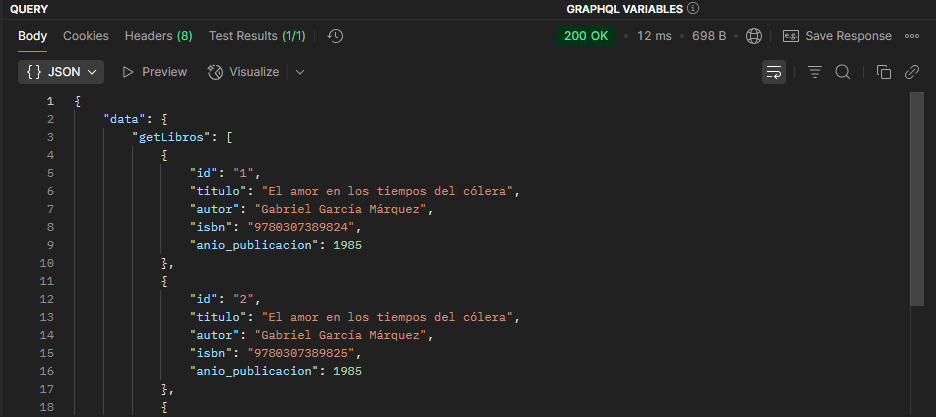 QUERY GRAPHQL VARIABLES
Body Cookies Headers (8) Test Results (1/1) 200 OK • 12 ms • 698 B • e.g. Save Response
{} JSON Preview Visualize
1 {
2 "data": {
3 "getLibros": [
4 {
5 "id": "1",
6 "titulo": "El amor en los tiempos del cólera",
7 "autor": "Gabriel García Márquez",
8 "isbn": "9780307389824",
9 "anio_publicacion": 1985
10 },
11 {
12 "id": "2",
13 "titulo": "El amor en los tiempos del cólera",
14 "autor": "Gabriel García Márquez",
15 "isbn": "9780307389825",
16 "anio_publicacion": 1985
17 },
18 {